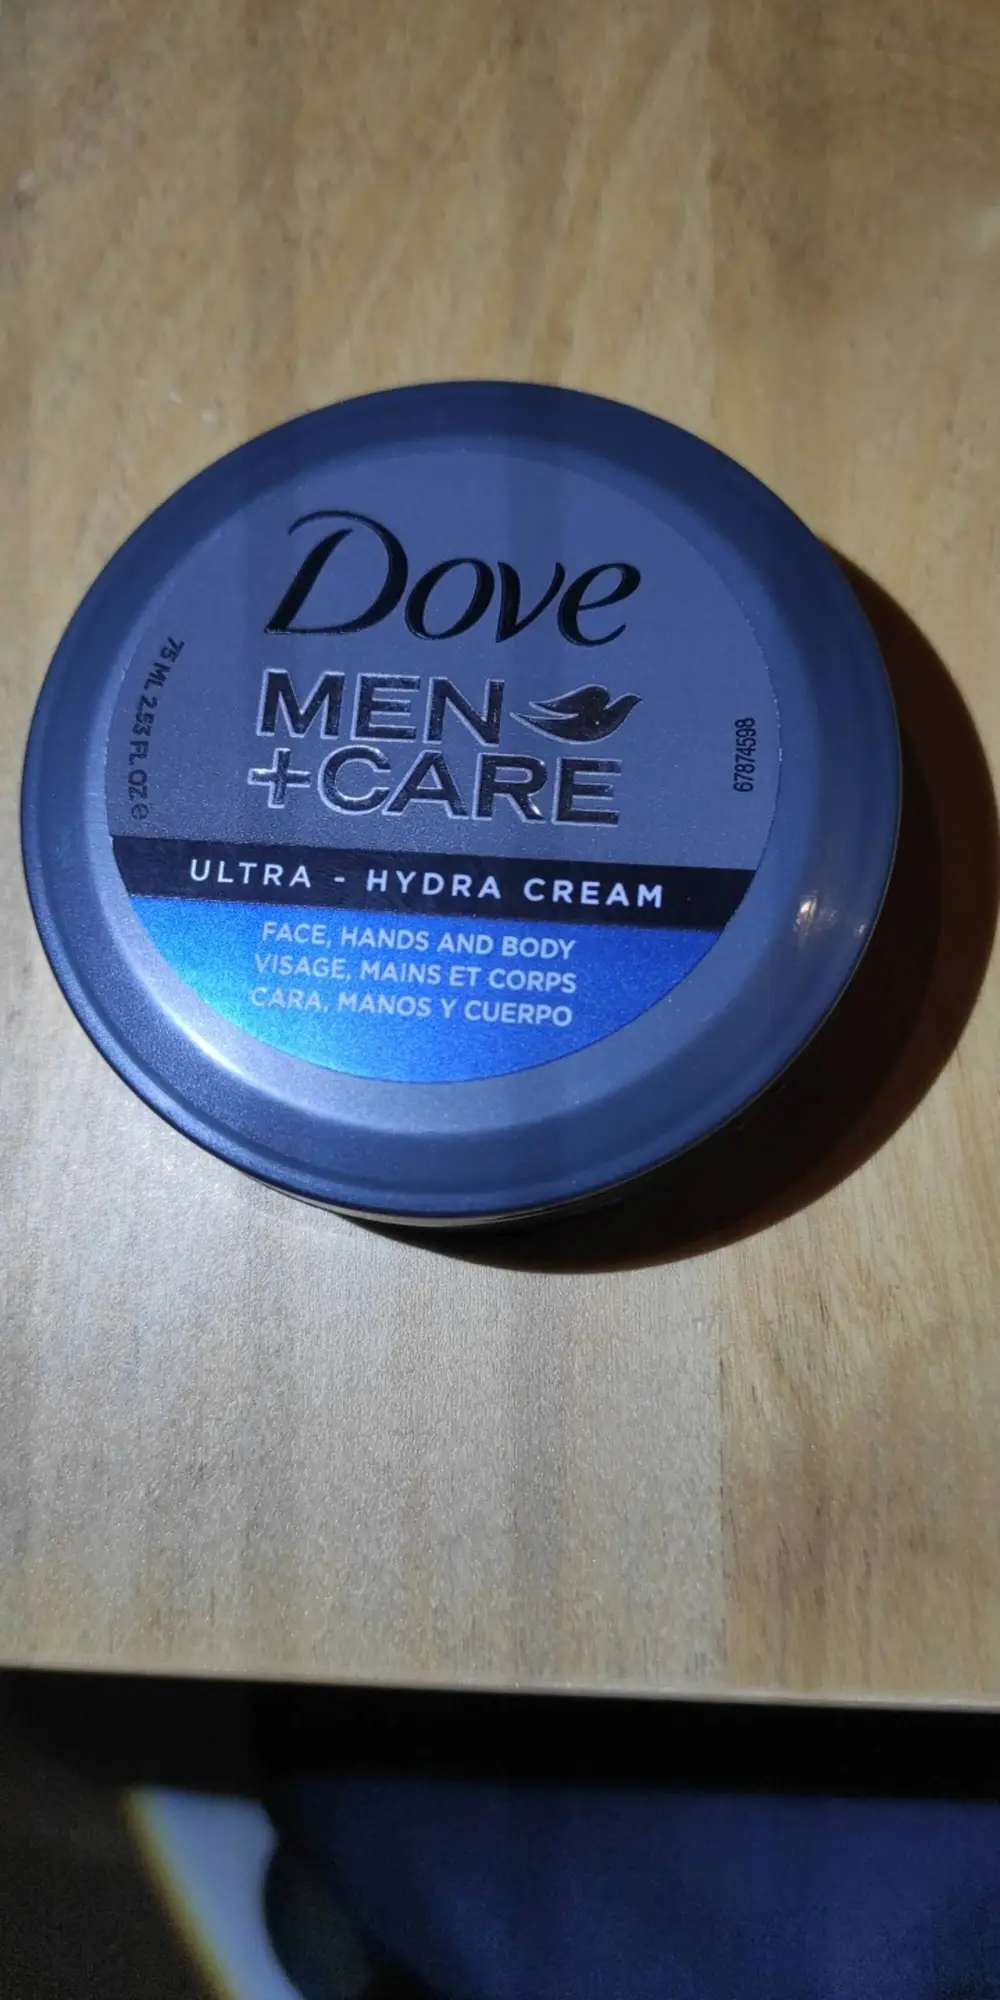 Dove
MEN
+CARE
75 ML 2.53 FL. OZ. e
67874598
ULTRA - HYDRA CREAM
FACE, HANDS AND BODY
VISAGE, MAINS ET CORPS
CARA, MANOS Y CUERPO